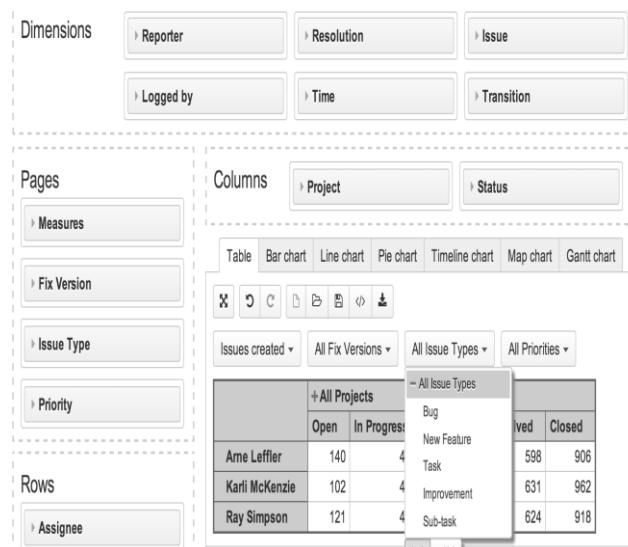 Dimensions
Reporter
Resolution
Issue
Logged by
Time
Transition
Pages
Measures
Fix Version
Issue Type
Priority
Rows
Assignee
Columns
Project
Status
Table Bar chart Line chart Pie chart Timeline chart Map chart Gantt chart
Issues created All Fix Versions All Issue Types All Priorities
All Issue Types
Bug
New Feature
Task
Improvement
Sub-task
+All Projects
Open In Progress Closed
Arne Leffler 140 4 598 906
Karli McKenzie 102 4 631 962
Ray Simpson 121 4 624 918